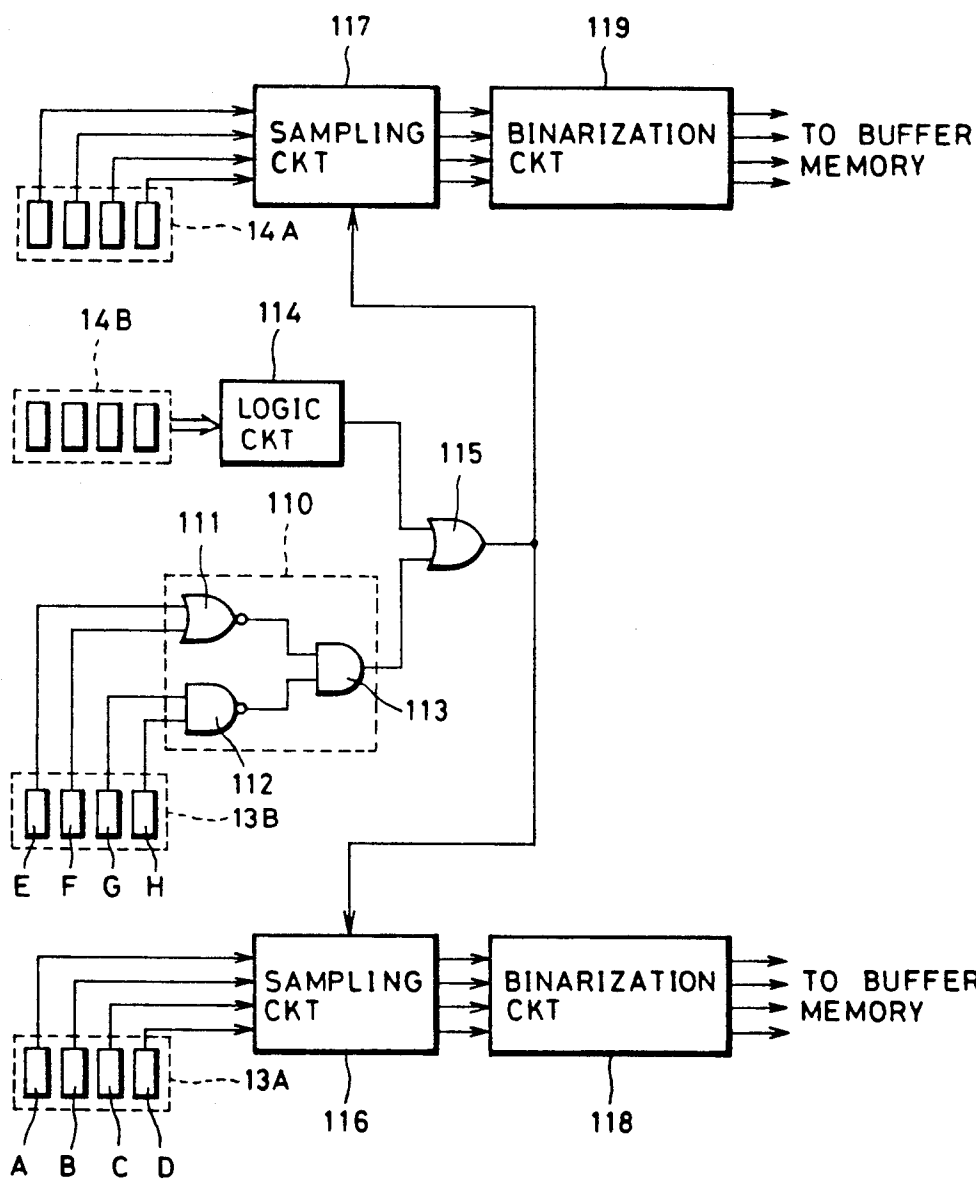 117
119
SAMPLING
CKT
BINARIZATION
CKT
TO BUFFER
MEMORY
14A
14B
114
LOGIC
CKT
115
110
111
113
112
13B
E F G H
SAMPLING
CKT
BINARIZATION
CKT
TO BUFFER
MEMORY
13A
116
118
A B C D